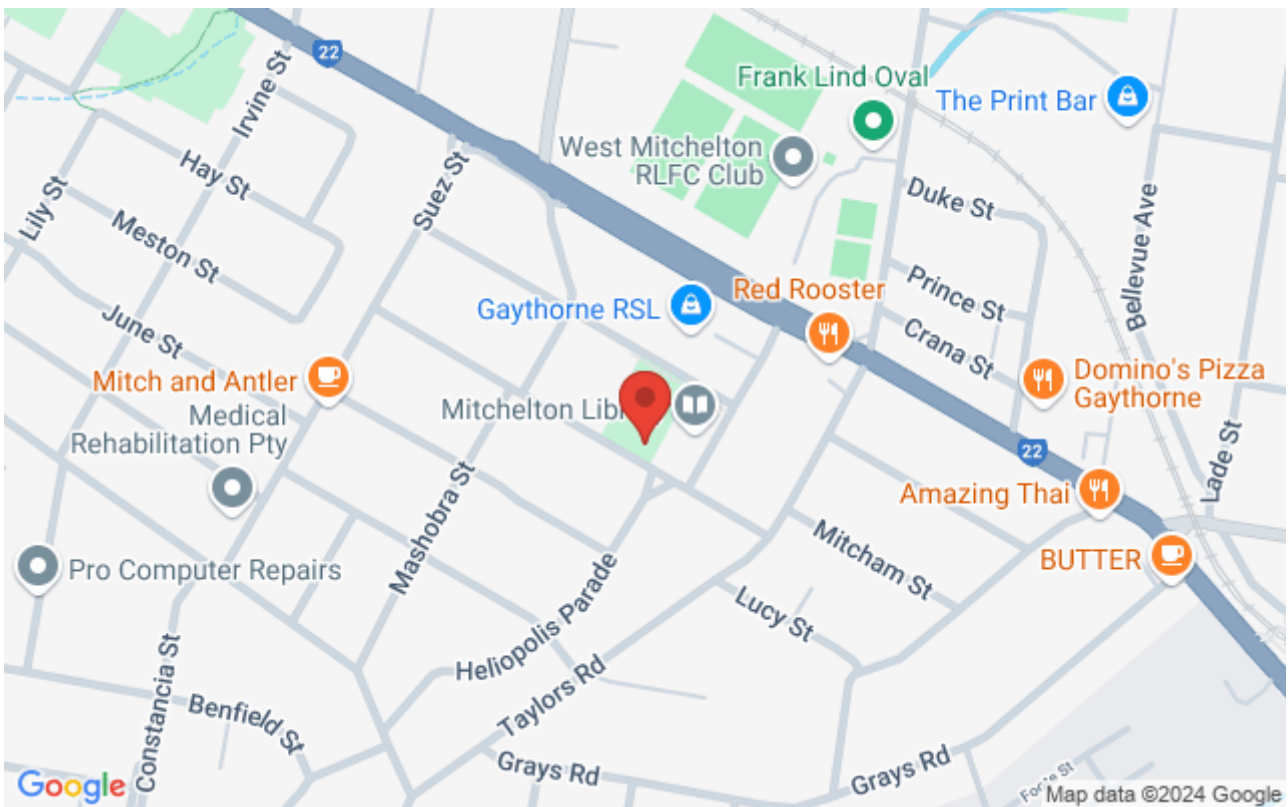 22
Irvine St
Frank Lind Oval
The Print Bar
West Mitchelton
RLFC Club
Hay St
Suez St
Duke St
Lily St
Meston St
Bellevue Ave
Prince St
Red Rooster
Gaythorne RSL
June St
Crana St
Mitch and Antler
Domino's Pizza
Gaythorne
Mitchelton Lib
Medical
Rehabilitation Pty
22
Lade St
Amazing Thai
Mashobra St
Mitcham St
Pro Computer Repairs
BUTTER
Lucy St
Heliopolis Parade
Constancia St
Taylors Rd
Benfield St
Grays Rd
Grays Rd
Google
Map data ©2024 Google